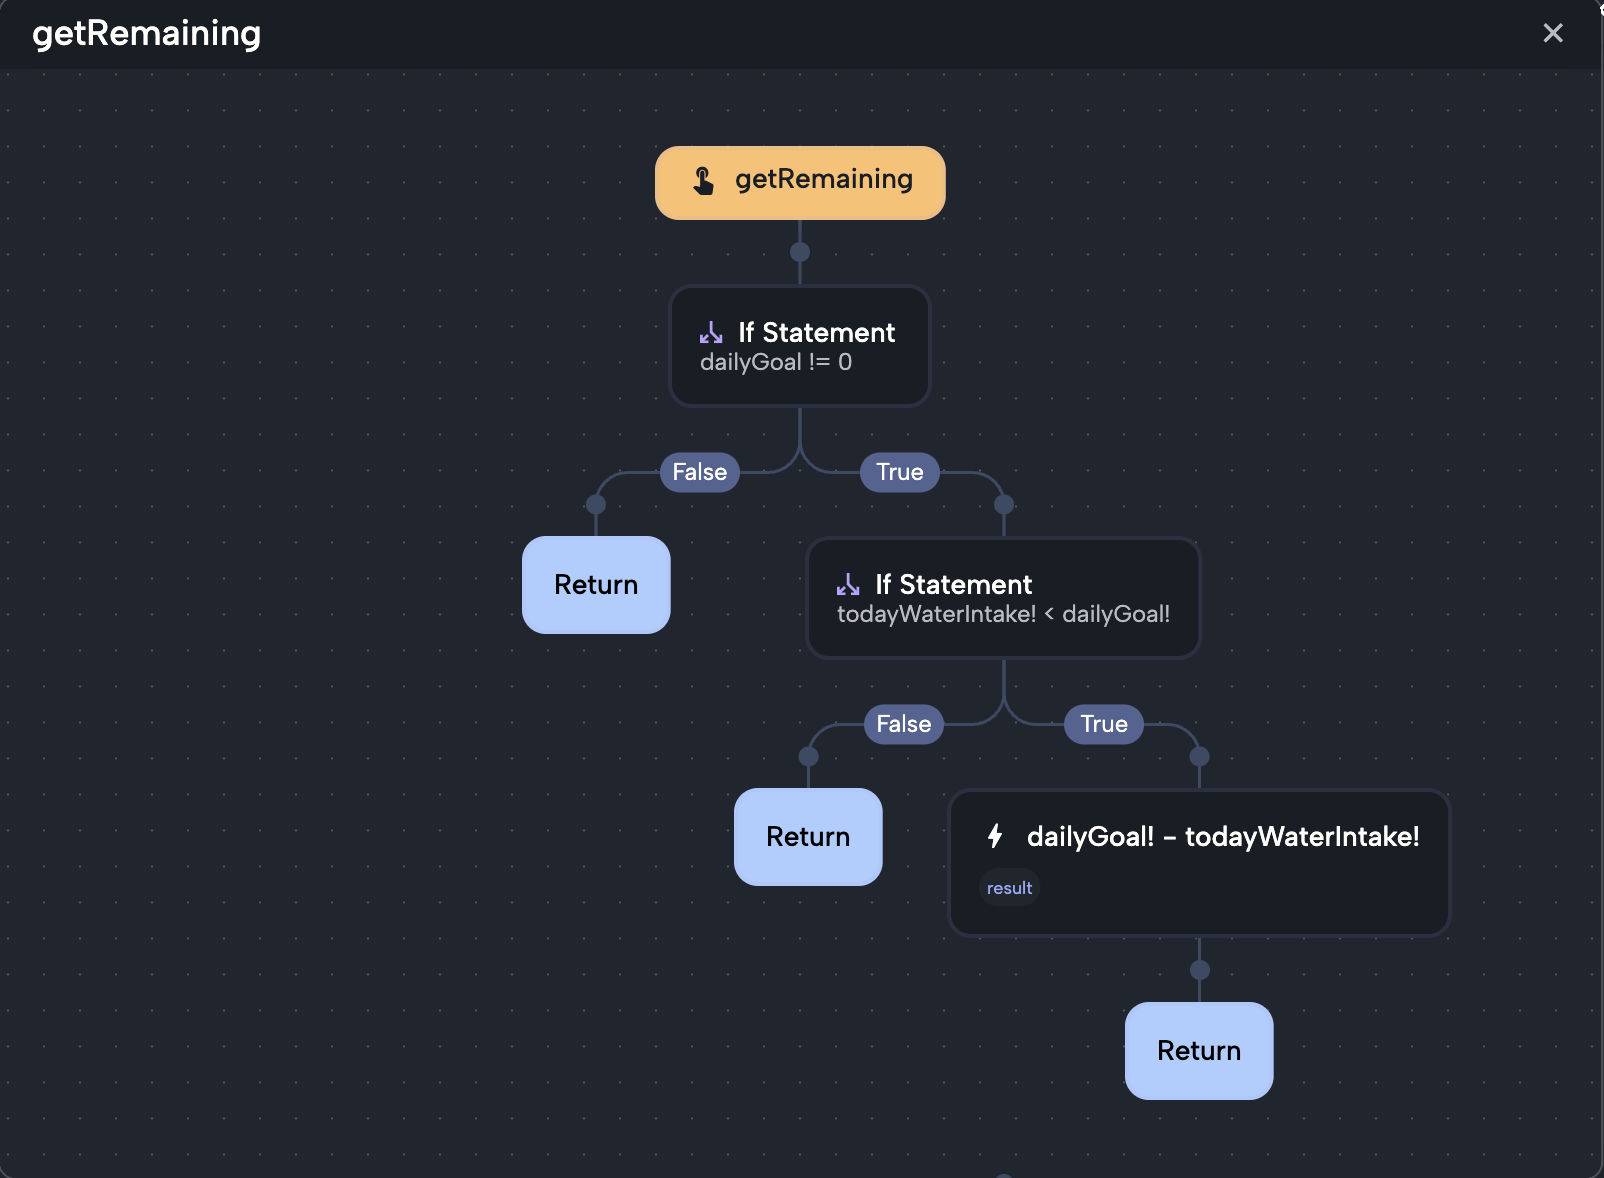 getRemaining
getRemaining
If Statement
dailyGoal != 0
False
True
Return
If Statement
todayWaterIntake! < dailyGoal!
False
True
Return
dailyGoal! - todayWaterIntake!
result
Return